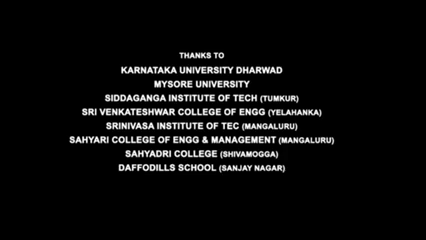 THANKS TO
KARNATAKA UNIVERSITY DHARWAD
MYSORE UNIVERSITY
SIDDAGANGA INSTITUTE OF TECH (TUMKUR)
SRI VENKATESHWAR COLLEGE OF ENGG (YELAHANKA)
SRINIVASA INSTITUTE OF TEC (MANGALURU)
SAHYARI COLLEGE OF ENGG & MANAGEMENT (MANGALURU)
SAHYADRI COLLEGE (SHIVAMOGGA)
DAFFODILLS SCHOOL (SANJAY NAGAR)